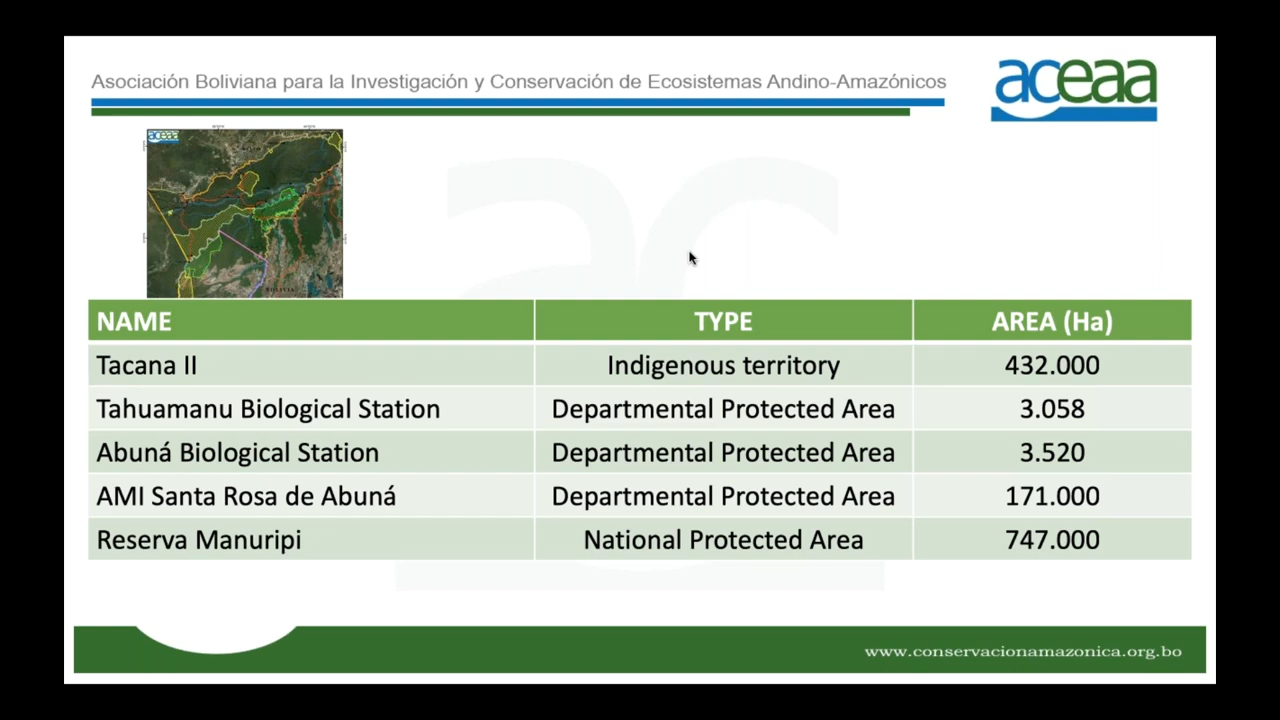 Asociación Boliviana para la Investigación y Conservación de Ecosistemas Andino-Amazónicos
aceaa
aceaa
NAME TYPE AREA (Ha)
Tacana II Indigenous territory 432.000
Tahuamanu Biological Station Departmental Protected Area 3.058
Abuná Biological Station Departmental Protected Area 3.520
AMI Santa Rosa de Abuná Departmental Protected Area 171.000
Reserva Manuripi National Protected Area 747.000
www.conservacionamazonica.org.bo